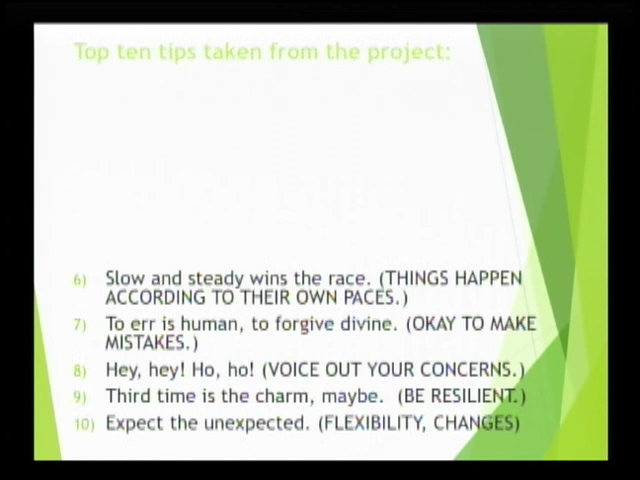 Top ten tips taken from the project:
6) Slow and steady wins the race. (THINGS HAPPEN
ACCORDING TO THEIR OWN PACES.)
7) To err is human, to forgive divine. (OKAY TO MAKE
MISTAKES.)
8) Hey, hey! Ho, ho! (VOICE OUT YOUR CONCERNS.)
9) Third time is the charm, maybe. (BE RESILIENT.)
10) Expect the unexpected. (FLEXIBILITY, CHANGES)